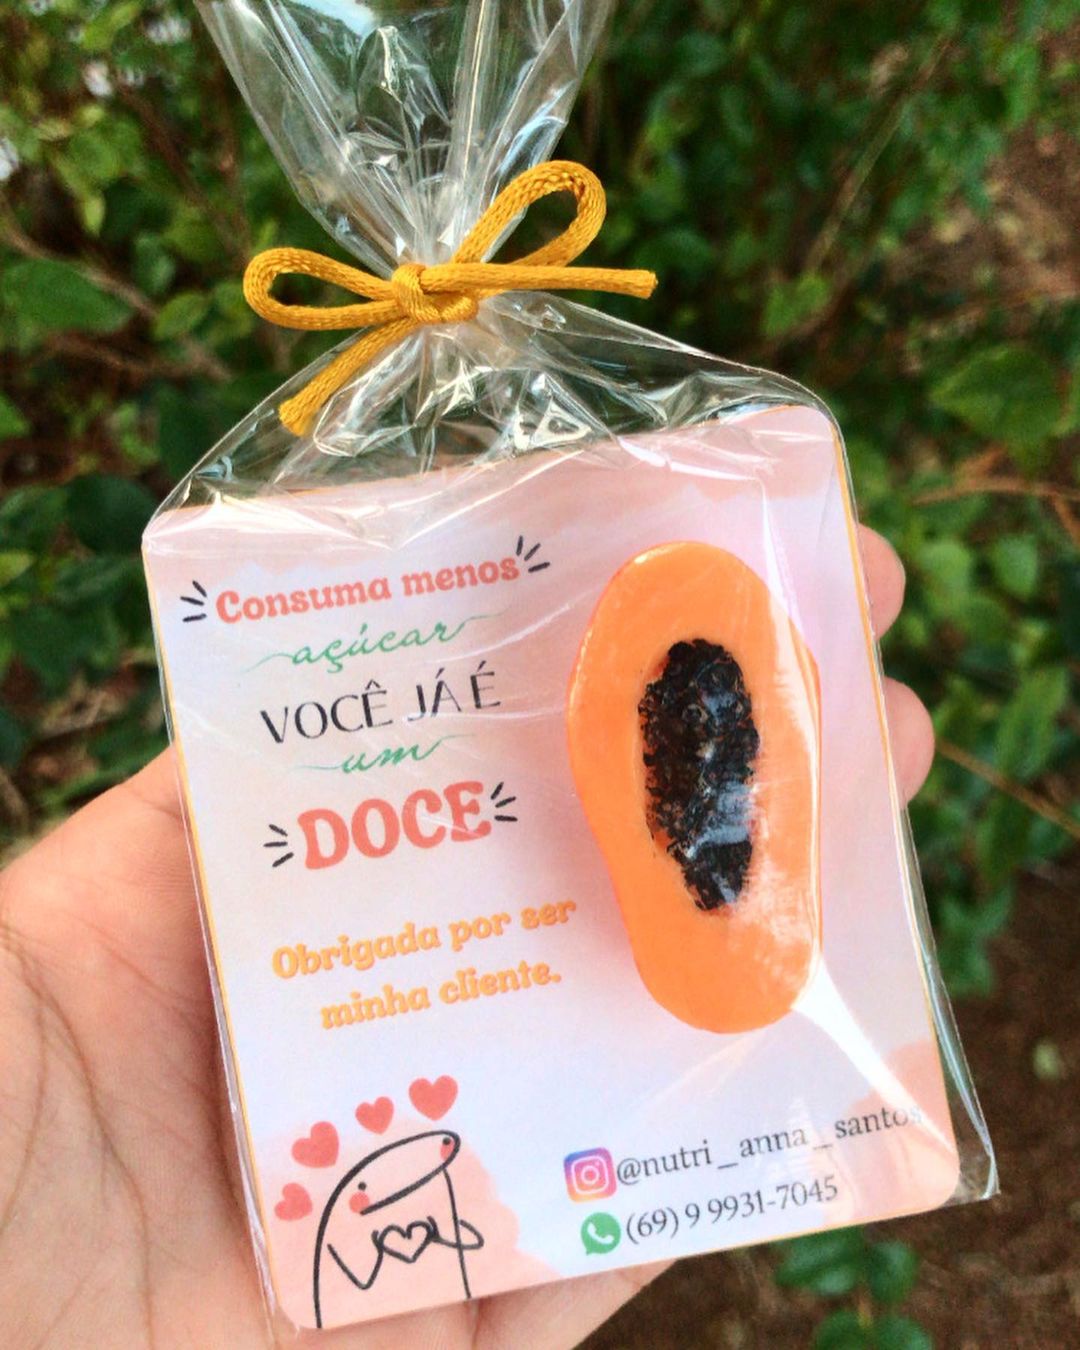 Consuma menos
açúcar
VOCÊ JÁ É
um
DOCE
Obrigada por ser
minha cliente.
@nutri_anna_santos
(69) 9 9931-7045